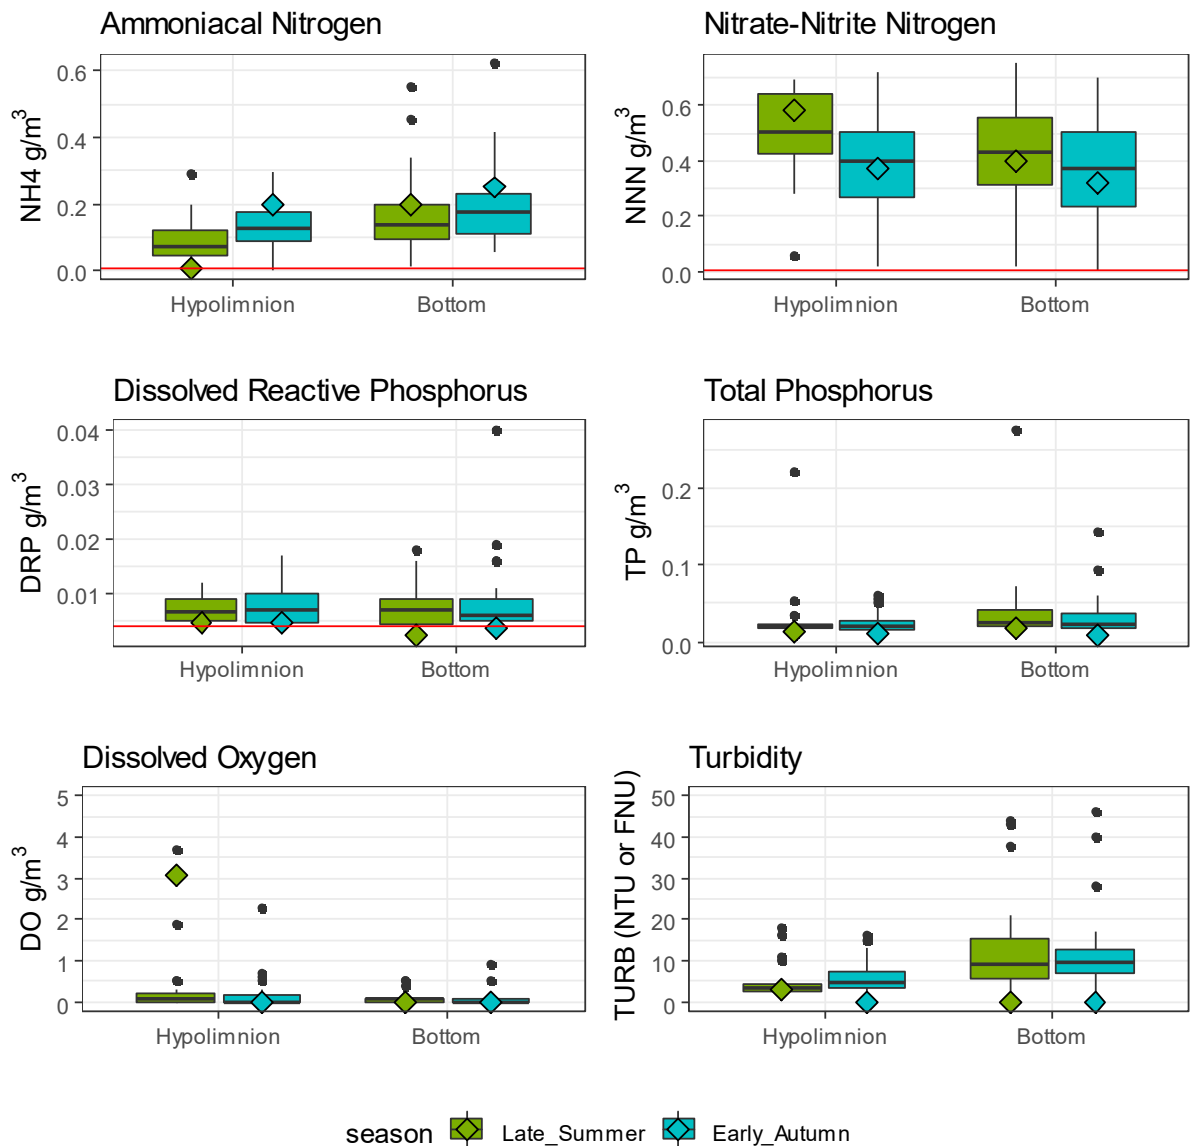 Ammoniacal Nitrogen
NH4 g/m³
0.6
0.4
0.2
0.0
Hypolimnion Bottom
Nitrate-Nitrite Nitrogen
NNN g/m³
0.6
0.4
0.2
0.0
Hypolimnion Bottom
Dissolved Reactive Phosphorus
DRP g/m³
0.04
0.03
0.02
0.01
Hypolimnion Bottom
Total Phosphorus
TP g/m³
0.2
0.1
0.0
Hypolimnion Bottom
Dissolved Oxygen
DO g/m³
5
4
3
2
1
0
Hypolimnion Bottom
Turbidity
TURB (NTU or FNU)
50
40
30
20
10
0
Hypolimnion Bottom
season Late_Summer Early_Autumn